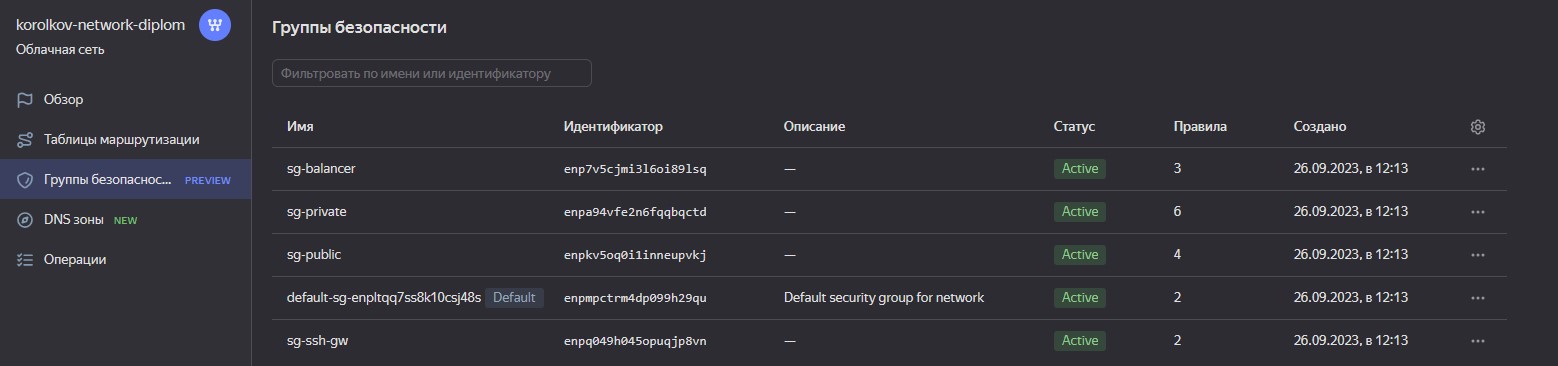 korolkov-network-diplom
Облачная сеть
Обзор
Таблицы маршрутизации
Группы безопаснос... PREVIEW
DNS зоны NEW
Операции
Группы безопасности
Фильтровать по имени или идентификатору
Имя Идентификатор Описание Статус Правила Создано
sg-balancer enp7v5cjmi3l6oi89lsq — Active 3 26.09.2023, в 12:13
sg-private enpa94vfe2n6fqqbqctd — Active 6 26.09.2023, в 12:13
sg-public enpkv5oq0i1inneupvkj — Active 4 26.09.2023, в 12:13
default-sg-enpltqq7ss8k10csj48s Default enpmpctrm4dp099h29qu Default security group for network Active 2 26.09.2023, в 12:13
sg-ssh-gw enpq049h045opuqjp8vn — Active 2 26.09.2023, в 12:13